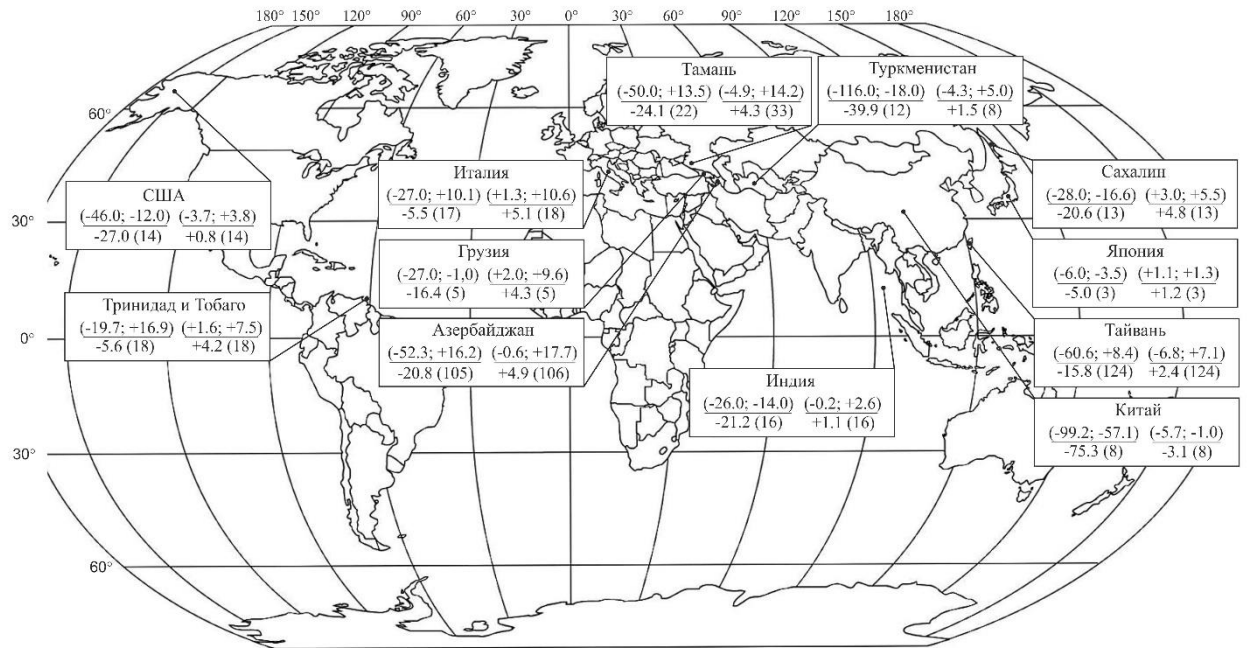 180° 150° 120° 90° 60° 30° 0° 30° 60° 90° 120° 150° 180°
60°
30°
0°
30°
60°
Тамань
(-50.0; +13.5) (-4.9; +14.2)
-24.1 (22) +4.3 (33)
Туркменистан
(-116.0; -18.0) (-4.3; +5.0)
-39.9 (12) +1.5 (8)
США
(-46.0; -12.0) (-3.7; +3.8)
-27.0 (14) +0.8 (14)
Италия
(-27.0; +10.1) (+1.3; +10.6)
-5.5 (17) +5.1 (18)
Сахалин
(-28.0; -16.6) (+3.0; +5.5)
-20.6 (13) +4.8 (13)
Грузия
(-27.0; -1,0) (+2.0; +9.6)
-16.4 (5) +4.3 (5)
Япония
(-6.0; -3.5) (+1.1; +1.3)
-5.0 (3) +1.2 (3)
Тринидад и Тобаго
(-19.7; +16.9) (+1.6; +7.5)
-5.6 (18) +4.2 (18)
Азербайджан
(-52.3; +16.2) (-0.6; +17.7)
-20.8 (105) +4.9 (106)
Тайвань
(-60.6; +8.4) (-6.8; +7.1)
-15.8 (124) +2.4 (124)
Индия
(-26.0; -14.0) (-0.2; +2.6)
-21.2 (16) +1.1 (16)
Китай
(-99.2; -57.1) (-5.7; -1.0)
-75.3 (8) -3.1 (8)